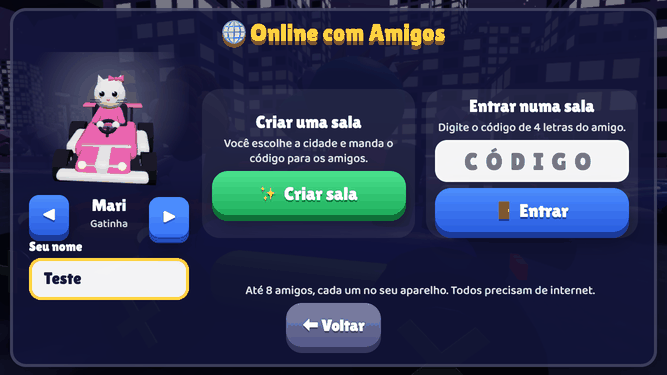 Online com Amigos
Mari
Gatinha
Seu nome
Teste
Criar uma sala
Você escolhe a cidade e manda o
código para os amigos.
✨ Criar sala
Entrar numa sala
Digite o código de 4 letras do amigo.
CÓDIGO
🚪 Entrar
Até 8 amigos, cada um no seu aparelho. Todos precisam de internet.
⬅ Voltar